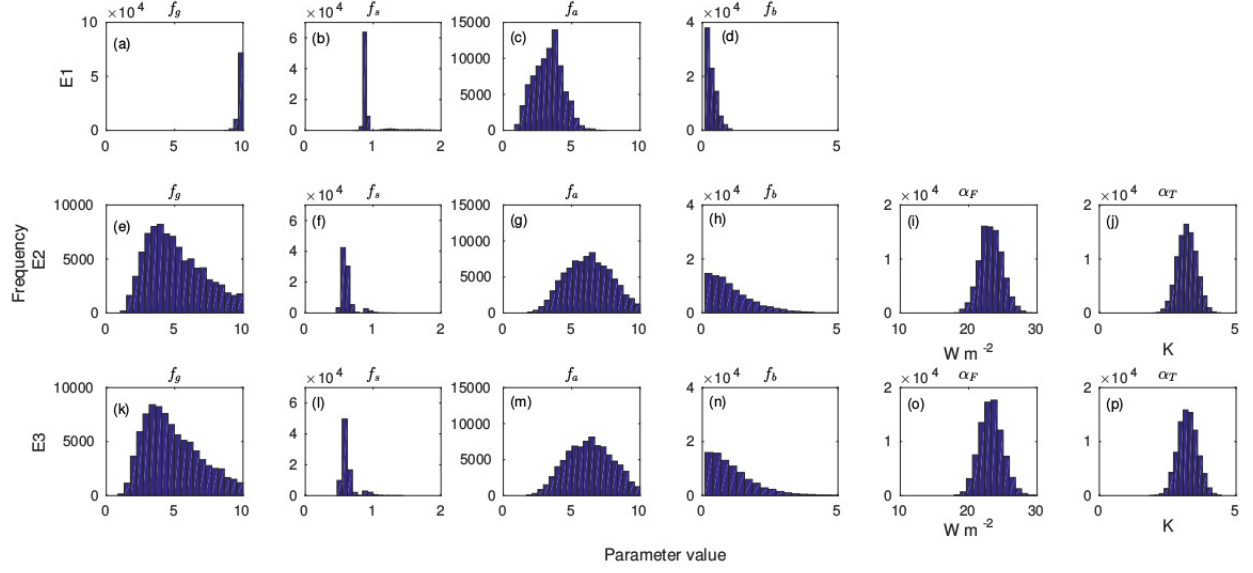 ×10⁴ f_g ×10⁴ f_s f_a ×10⁴ f_b
(a) (b) (c) (d)
E1
10 5 0
6 4 2 0
15000 10000 5000 0
4 2 0
0 5 10 0 1 2 0 5 10 0 5
f_g ×10⁴ f_s f_a ×10⁴ f_b ×10⁴ α_F ×10⁴ α_T
(e) (f) (g) (h) (i) (j)
Frequency
E2
10000 5000 0
6 4 2 0
15000 10000 5000 0
4 2 0
2 1 0
2 1 0
0 5 10 0 1 2 0 5 10 0 5 10 20 30 0 5
W m⁻² K
f_g ×10⁴ f_s f_a ×10⁴ f_b ×10⁴ α_F ×10⁴ α_T
(k) (l) (m) (n) (o) (p)
E3
10000 5000 0
6 4 2 0
15000 10000 5000 0
4 2 0
2 1 0
2 1 0
0 5 10 0 1 2 0 5 10 0 5 10 20 30 0 5
W m⁻² K
Parameter value